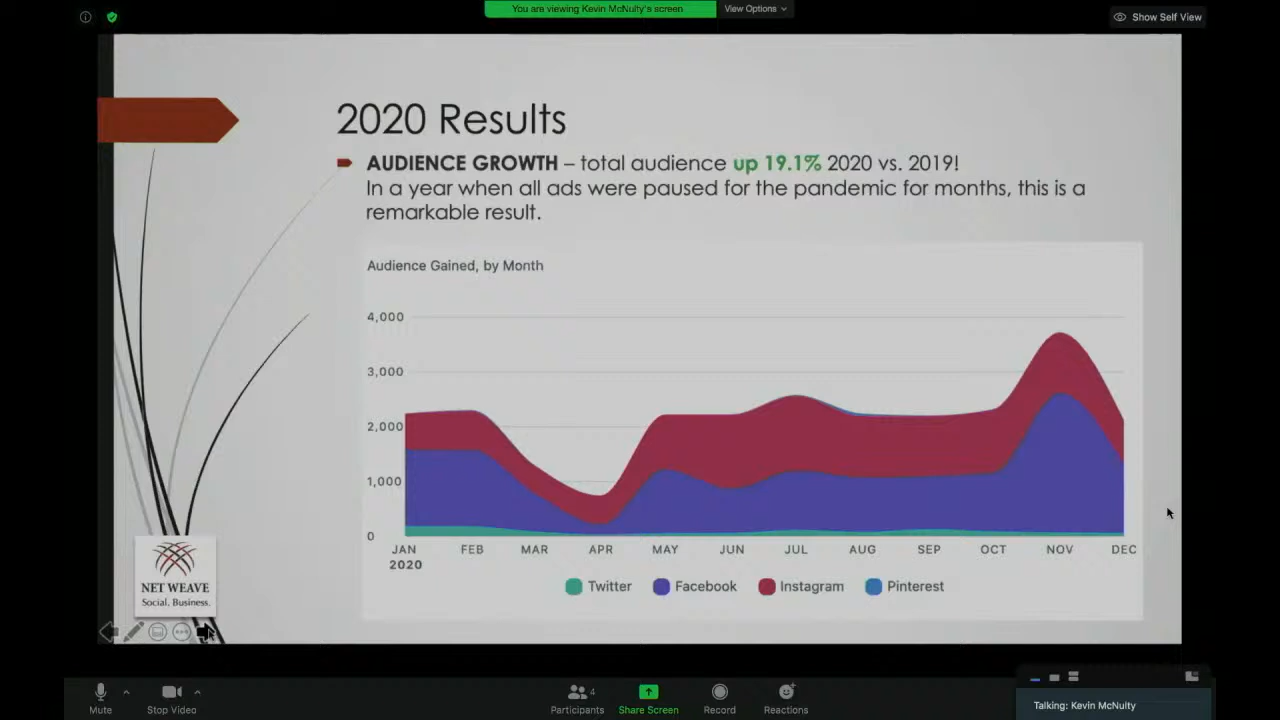 You are viewing Kevin McNulty's screen
View Options
Show Self View
2020 Results
AUDIENCE GROWTH – total audience up 19.1% 2020 vs. 2019!
In a year when all ads were paused for the pandemic for months, this is a
remarkable result.
Audience Gained, by Month
4,000
3,000
2,000
1,000
0
JAN FEB MAR APR MAY JUN JUL AUG SEP OCT NOV DEC
2020
Twitter Facebook Instagram Pinterest
NET WEAVE
Social. Business.
4
Mute Stop Video Participants Share Screen Record Reactions
Talking: Kevin McNulty